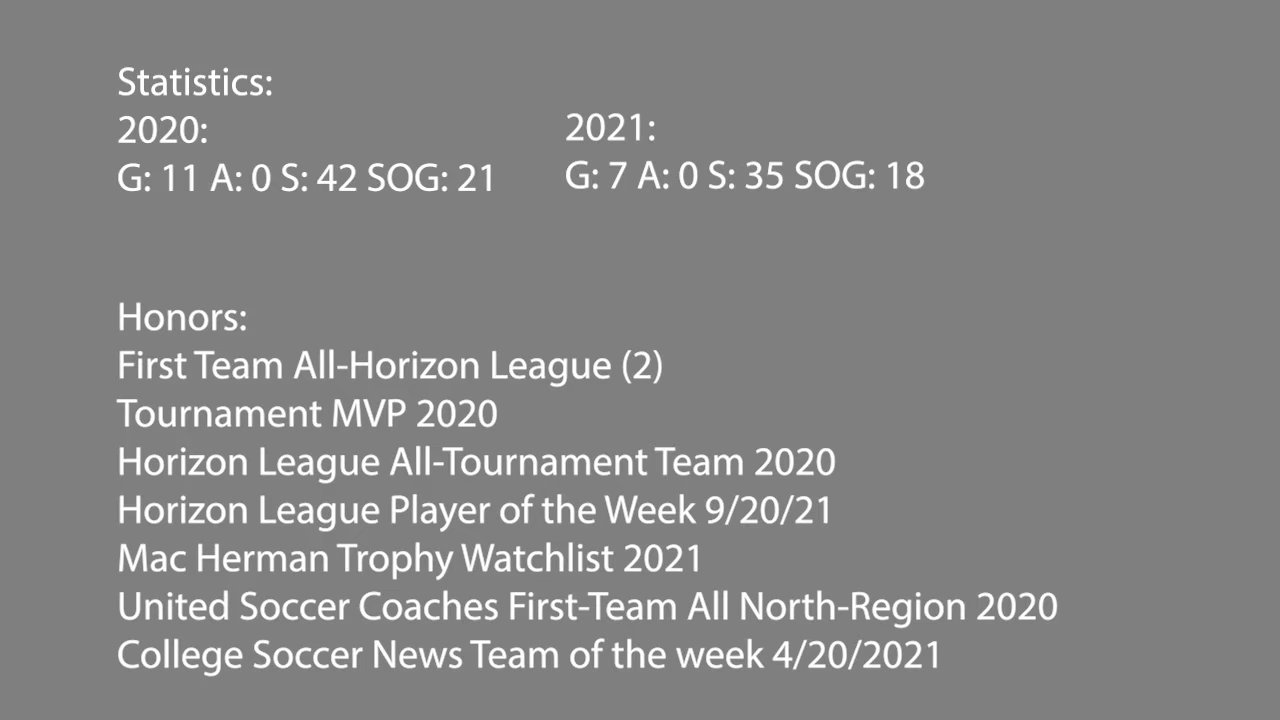 Statistics:
2020:
G: 11 A: 0 S: 42 SOG: 21
2021:
G: 7 A: 0 S: 35 SOG: 18
Honors:
First Team All-Horizon League (2)
Tournament MVP 2020
Horizon League All-Tournament Team 2020
Horizon League Player of the Week 9/20/21
Mac Herman Trophy Watchlist 2021
United Soccer Coaches First-Team All North-Region 2020
College Soccer News Team of the week 4/20/2021